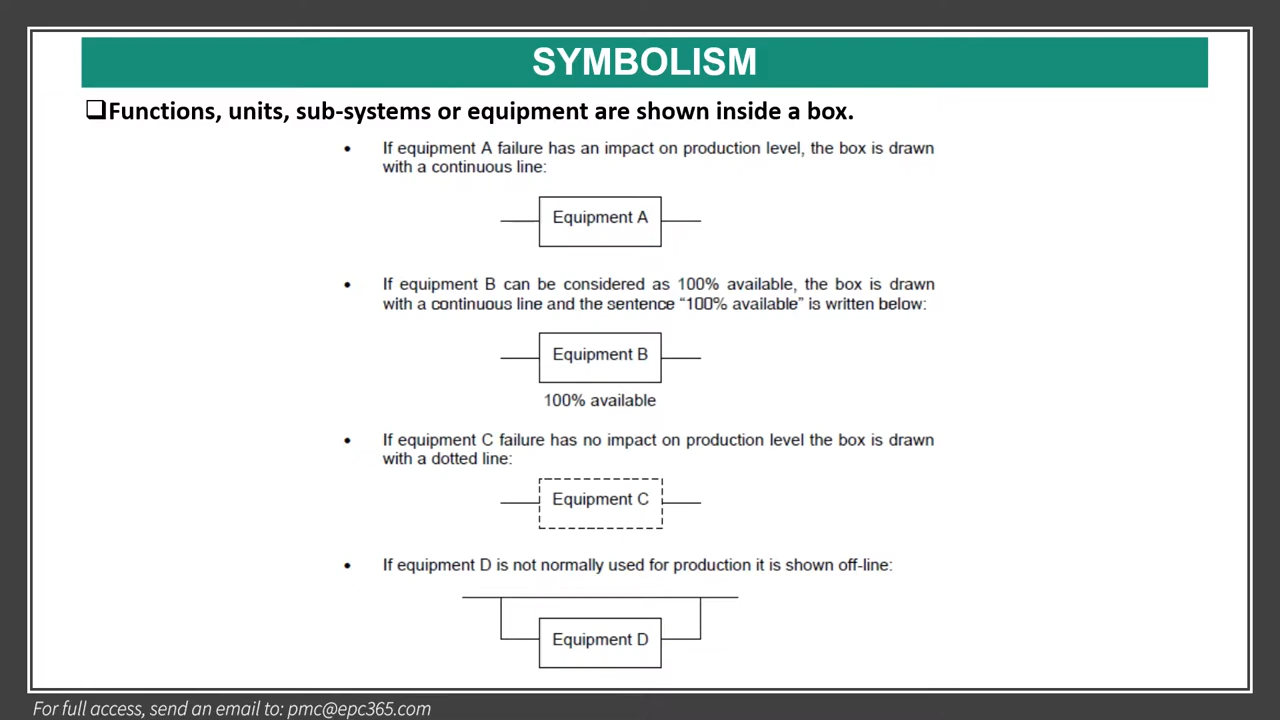 SYMBOLISM
❑Functions, units, sub-systems or equipment are shown inside a box.
• If equipment A failure has an impact on production level, the box is drawn
with a continuous line:
Equipment A
• If equipment B can be considered as 100% available, the box is drawn
with a continuous line and the sentence “100% available” is written below:
Equipment B
100% available
• If equipment C failure has no impact on production level the box is drawn
with a dotted line:
Equipment C
• If equipment D is not normally used for production it is shown off-line:
Equipment D
For full access, send an email to: pmc@epc365.com